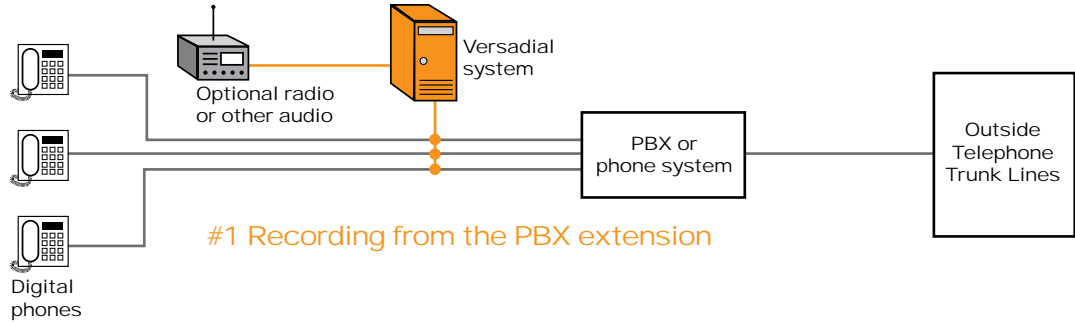 Versadial
system
Optional radio
or other audio
PBX or
phone system
Outside
Telephone
Trunk Lines
#1 Recording from the PBX extension
Digital
phones